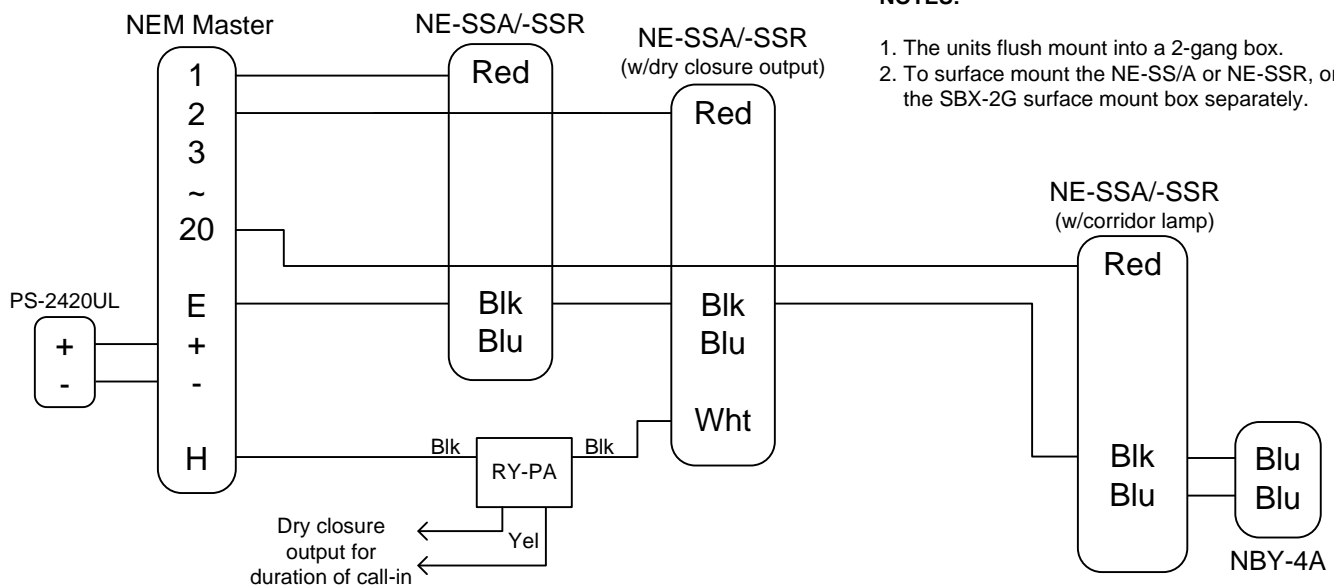 NOTES:
1. The units flush mount into a 2-gang box.
2. To surface mount the NE-SS/A or NE-SSR, or
the SBX-2G surface mount box separately.
NEM Master
1
2
3
~
20
E
+
-
H
PS-2420UL
+
-
NE-SSA/-SSR
Red
Blk
Blu
NE-SSA/-SSR
(w/dry closure output)
Red
Blk
Blu
Wht
NE-SSA/-SSR
(w/corridor lamp)
Red
Blk
Blu
Blu
Blu
NBY-4A
Blk
RY-PA
Blk
Yel
Dry closure
output for
duration of call-in